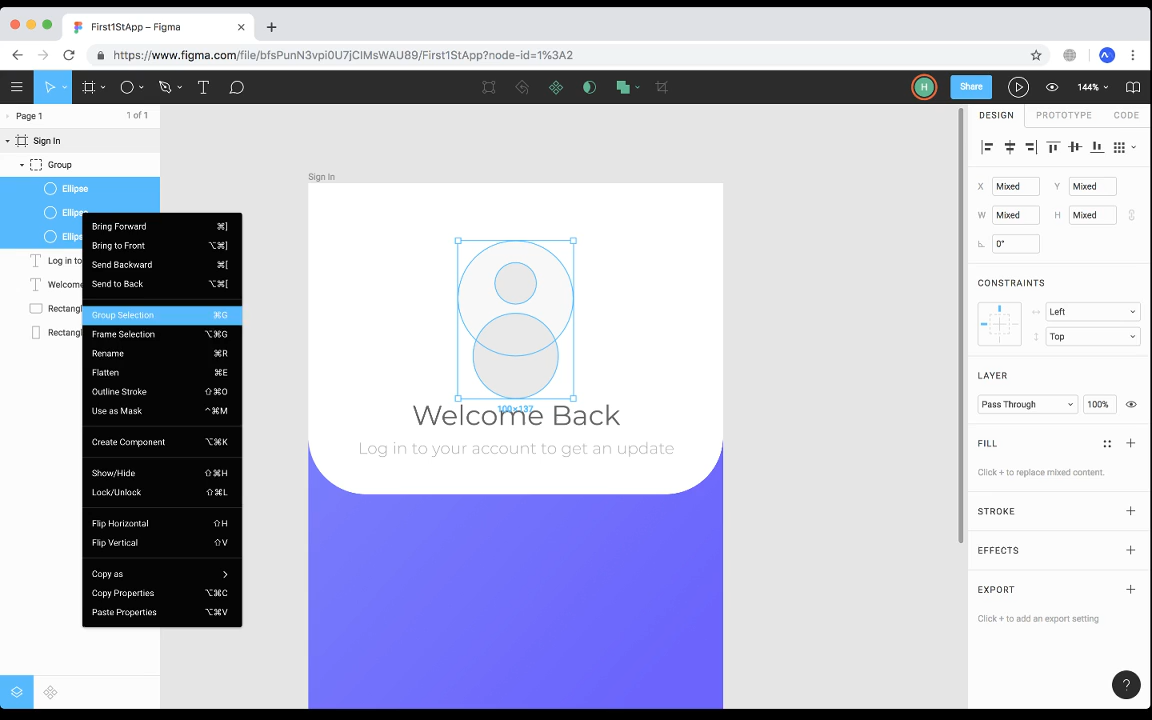 First1StApp – Figma
https://www.figma.com/file/bfsPunN3vpi0U7jCIMsWAU89/First1StApp?node-id=1%3A2
H
Share
144%
Page 1
1 of 1
DESIGN
PROTOTYPE
CODE
Sign In
Group
Ellipse
Ellipse
Ellips
Log in to
Welcome
Rectang
Rectang
Bring Forward ⌘]
Bring to Front ⌥⌘]
Send Backward ⌘[
Send to Back ⌥⌘[
Group Selection ⌘G
Frame Selection ⌥⌘G
Rename ⌘R
Flatten ⌘E
Outline Stroke ⇧⌘O
Use as Mask ^⌘M
Create Component ⌥⌘K
Show/Hide ⇧⌘H
Lock/Unlock ⇧⌘L
Flip Horizontal ⇧H
Flip Vertical ⇧V
Copy as
Copy Properties ⌥⌘C
Paste Properties ⌥⌘V
Sign In
100×137
Welcome Back
Log in to your account to get an update
X Mixed Y Mixed
W Mixed H Mixed
0°
CONSTRAINTS
Left
Top
LAYER
Pass Through 100%
FILL
Click + to replace mixed content.
STROKE
EFFECTS
EXPORT
Click + to add an export setting
?